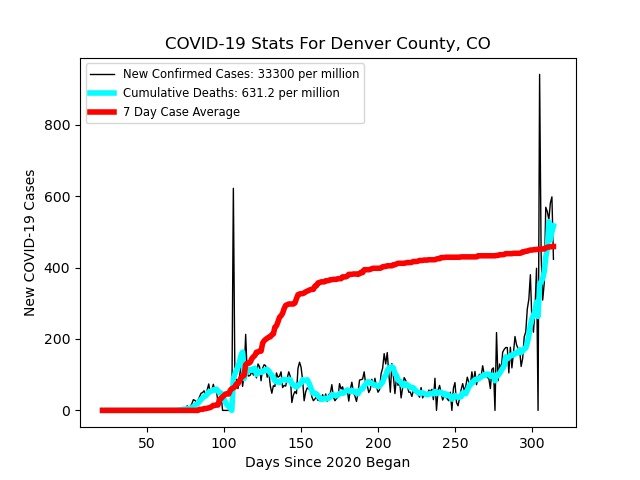 COVID-19 Stats For Denver County, CO
New Confirmed Cases: 33300 per million
Cumulative Deaths: 631.2 per million
7 Day Case Average
New COVID-19 Cases
800
600
400
200
0
50 100 150 200 250 300
Days Since 2020 Began